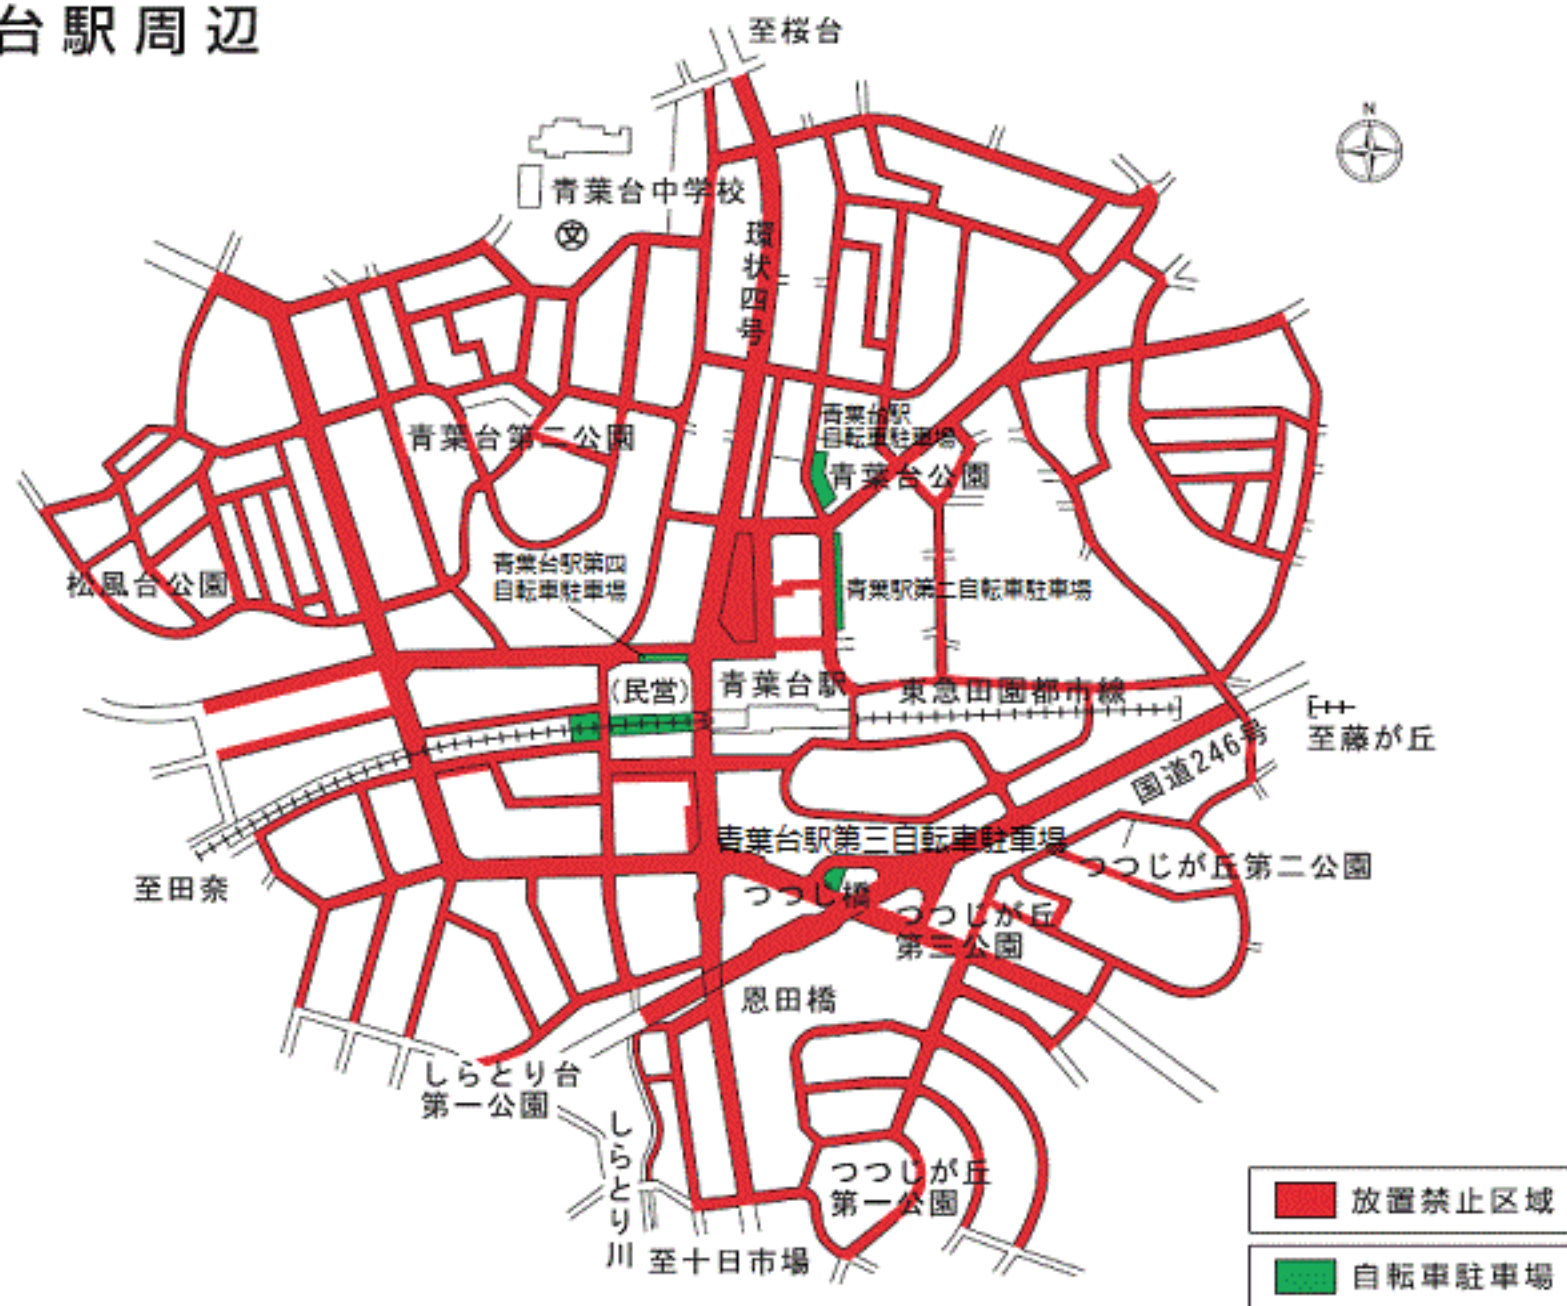 台駅周辺
至桜台
N
青葉台中学校
文
環状四号
青葉台駅
自転車駐車場
青葉台第二公園
青葉台公園
青葉台駅第四
自転車駐車場
松風台公園
青葉駅第二自転車駐車場
(民営)
青葉台駅
東急田園都市線
至藤が丘
国道246号
青葉台駅第三自転車駐車場
つつじが丘第二公園
至田奈
つつじ橋
つつじが丘
第三公園
恩田橋
しらとり台
第一公園
しらとり川
つつじが丘
第一公園
至十日市場
放置禁止区域
自転車駐車場